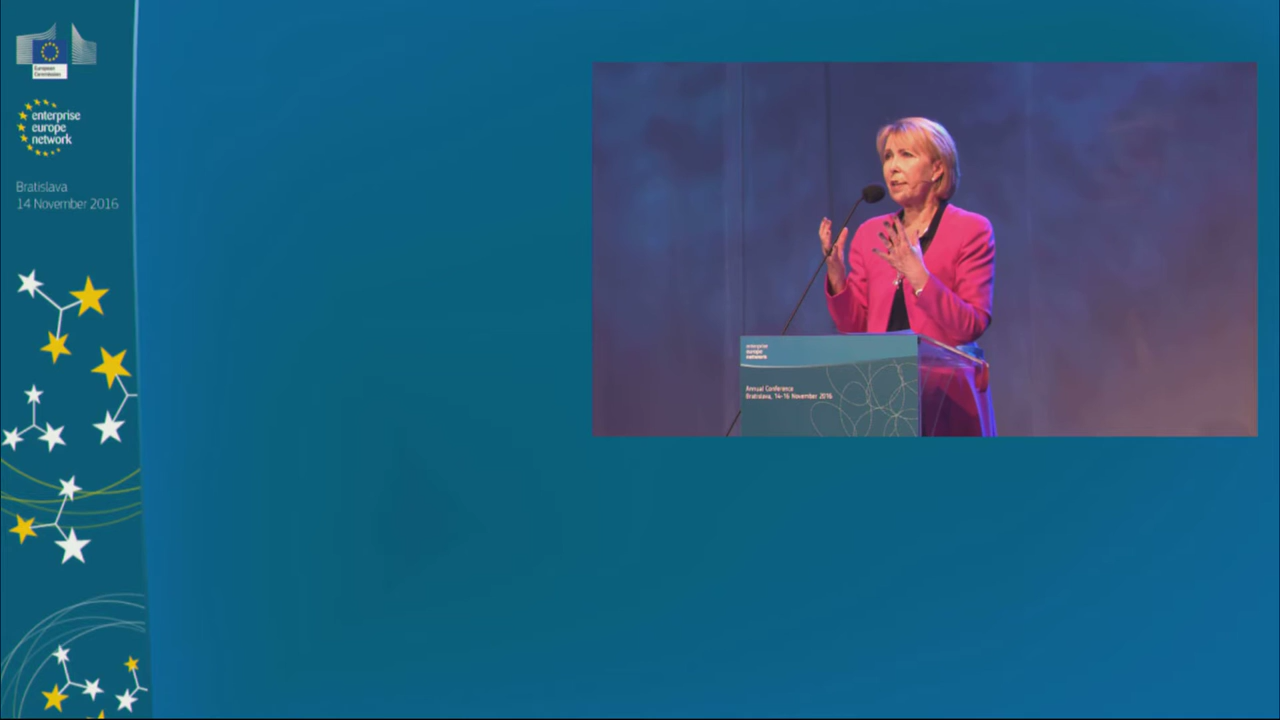 European
Commission
enterprise
europe
network
Bratislava
14 November 2016
enterprise
europe
network
Annual Conference
Bratislava, 14-16 November 2016